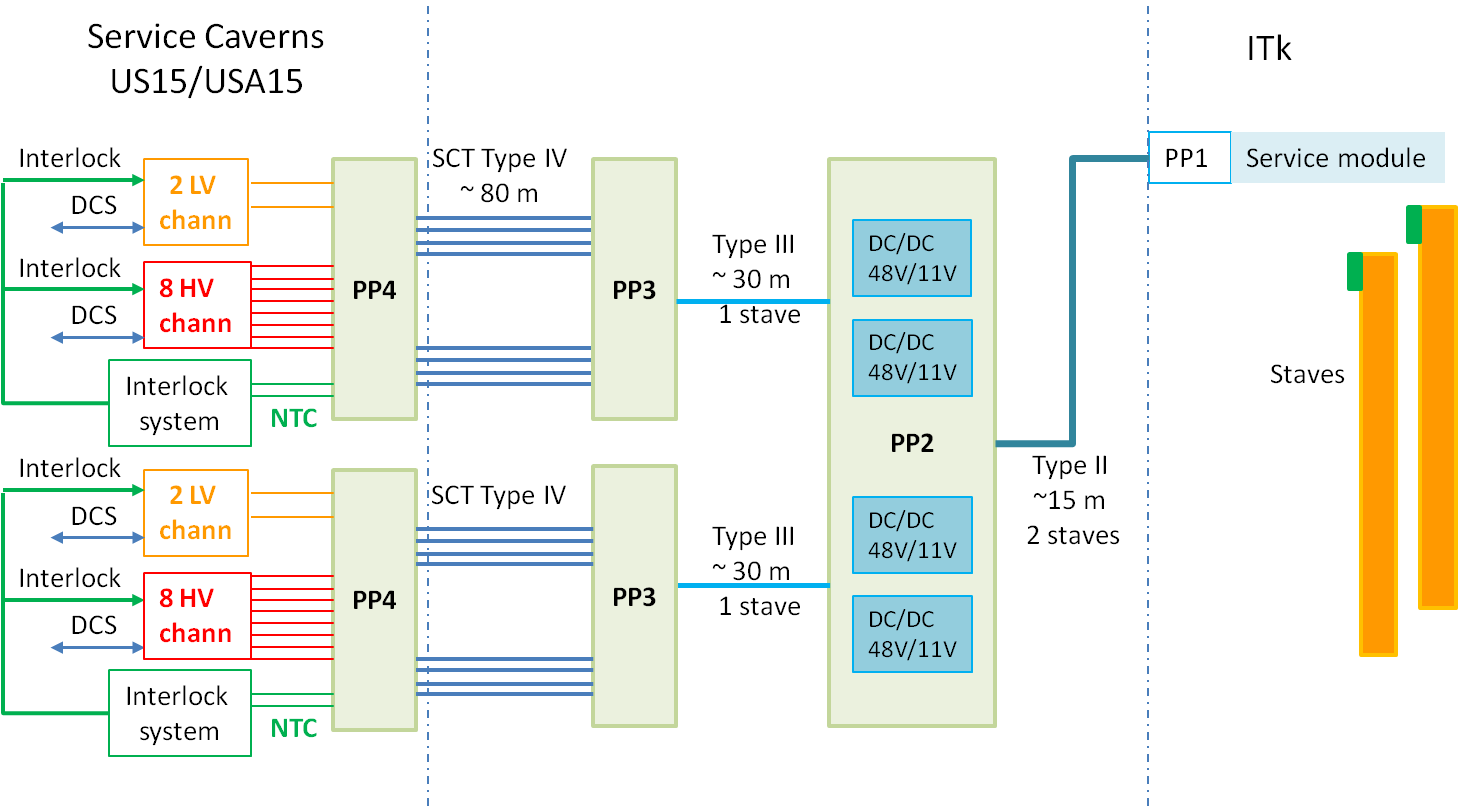 Service Caverns
US15/USA15
ITk
Interlock
2 LV
chann
DCS
Interlock
8 HV
chann
DCS
Interlock
system
NTC
PP4
SCT Type IV
~ 80 m
PP3
Type III
~ 30 m
1 stave
DC/DC
48V/11V
DC/DC
48V/11V
PP2
DC/DC
48V/11V
DC/DC
48V/11V
Type II
~15 m
2 staves
PP1
Service module
Staves
Interlock
2 LV
chann
DCS
Interlock
8 HV
chann
DCS
Interlock
system
NTC
PP4
SCT Type IV
PP3
Type III
~ 30 m
1 stave